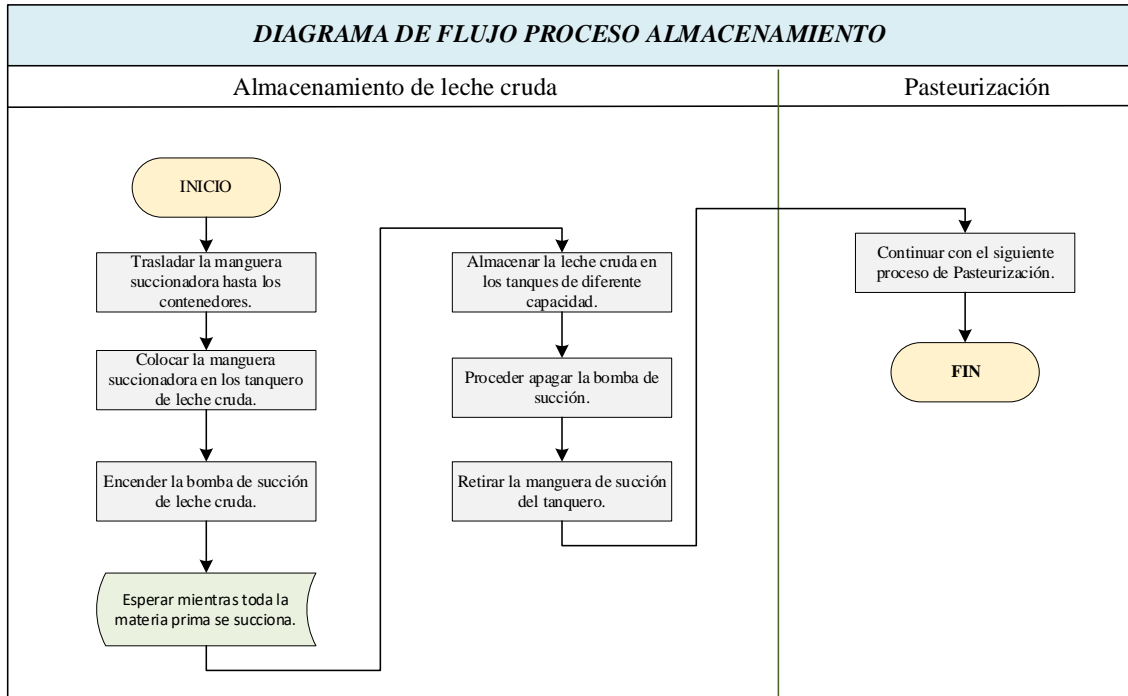 DIAGRAMA DE FLUJO PROCESO ALMACENAMIENTO
Almacenamiento de leche cruda
Pasteurización
INICIO
Trasladar la manguera
succionadora hasta los
contenedores.
Colocar la manguera
succionadora en los tanquero
de leche cruda.
Encender la bomba de succión
de leche cruda.
Esperar mientras toda la
materia prima se succiona.
Almacenar la leche cruda en
los tanques de diferente
capacidad.
Proceder apagar la bomba de
succión.
Retirar la manguera de succión
del tanquero.
Continuar con el siguiente
proceso de Pasteurización.
FIN